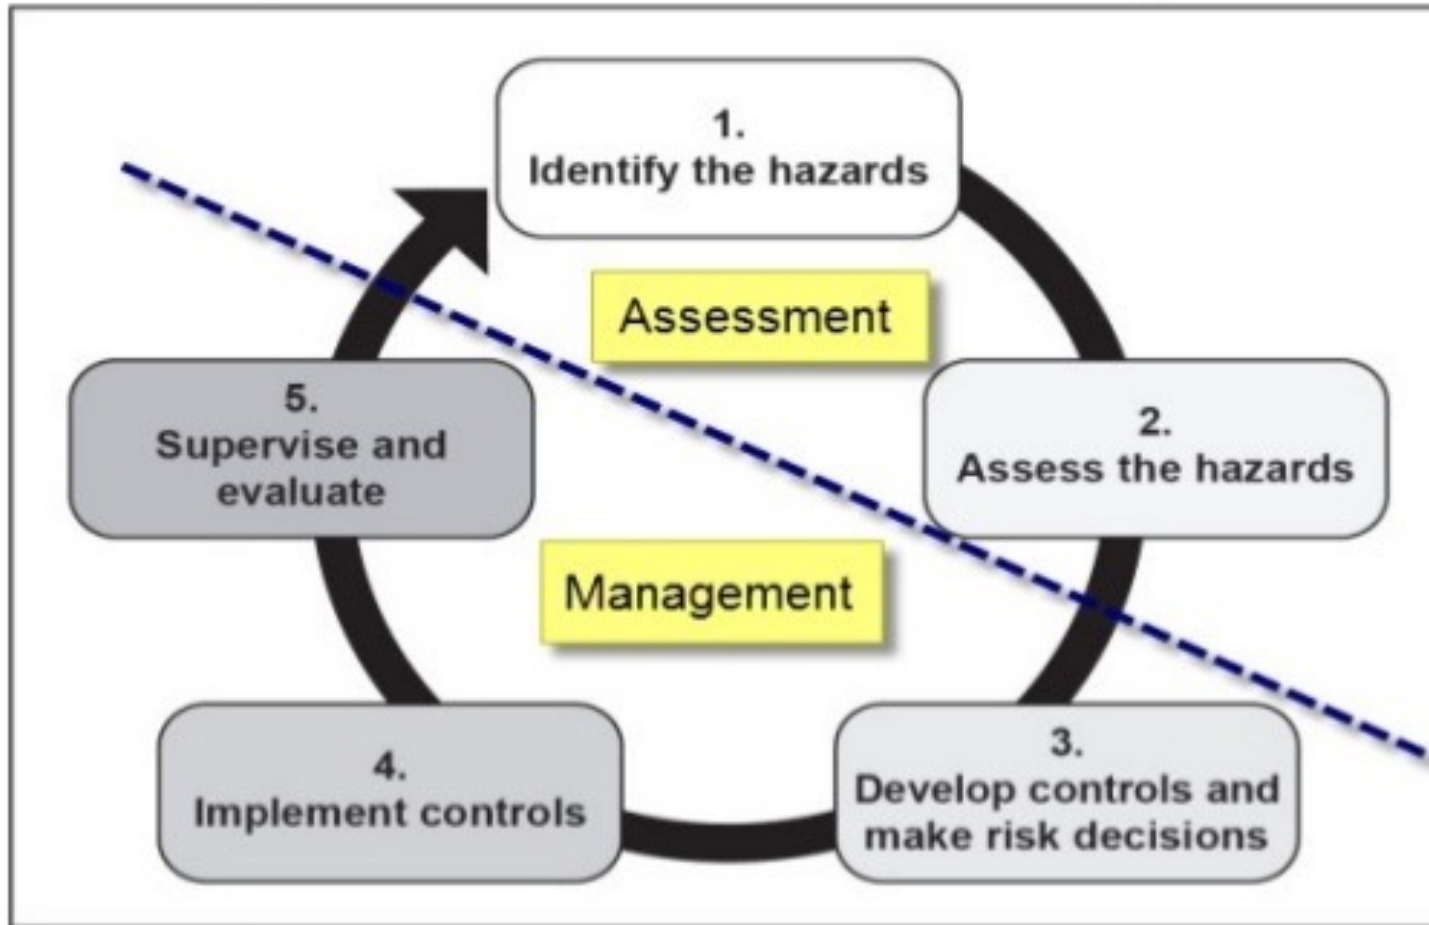 1.
Identify the hazards
Assessment
2.
Assess the hazards
5.
Supervise and
evaluate
Management
3.
Develop controls and
make risk decisions
4.
Implement controls